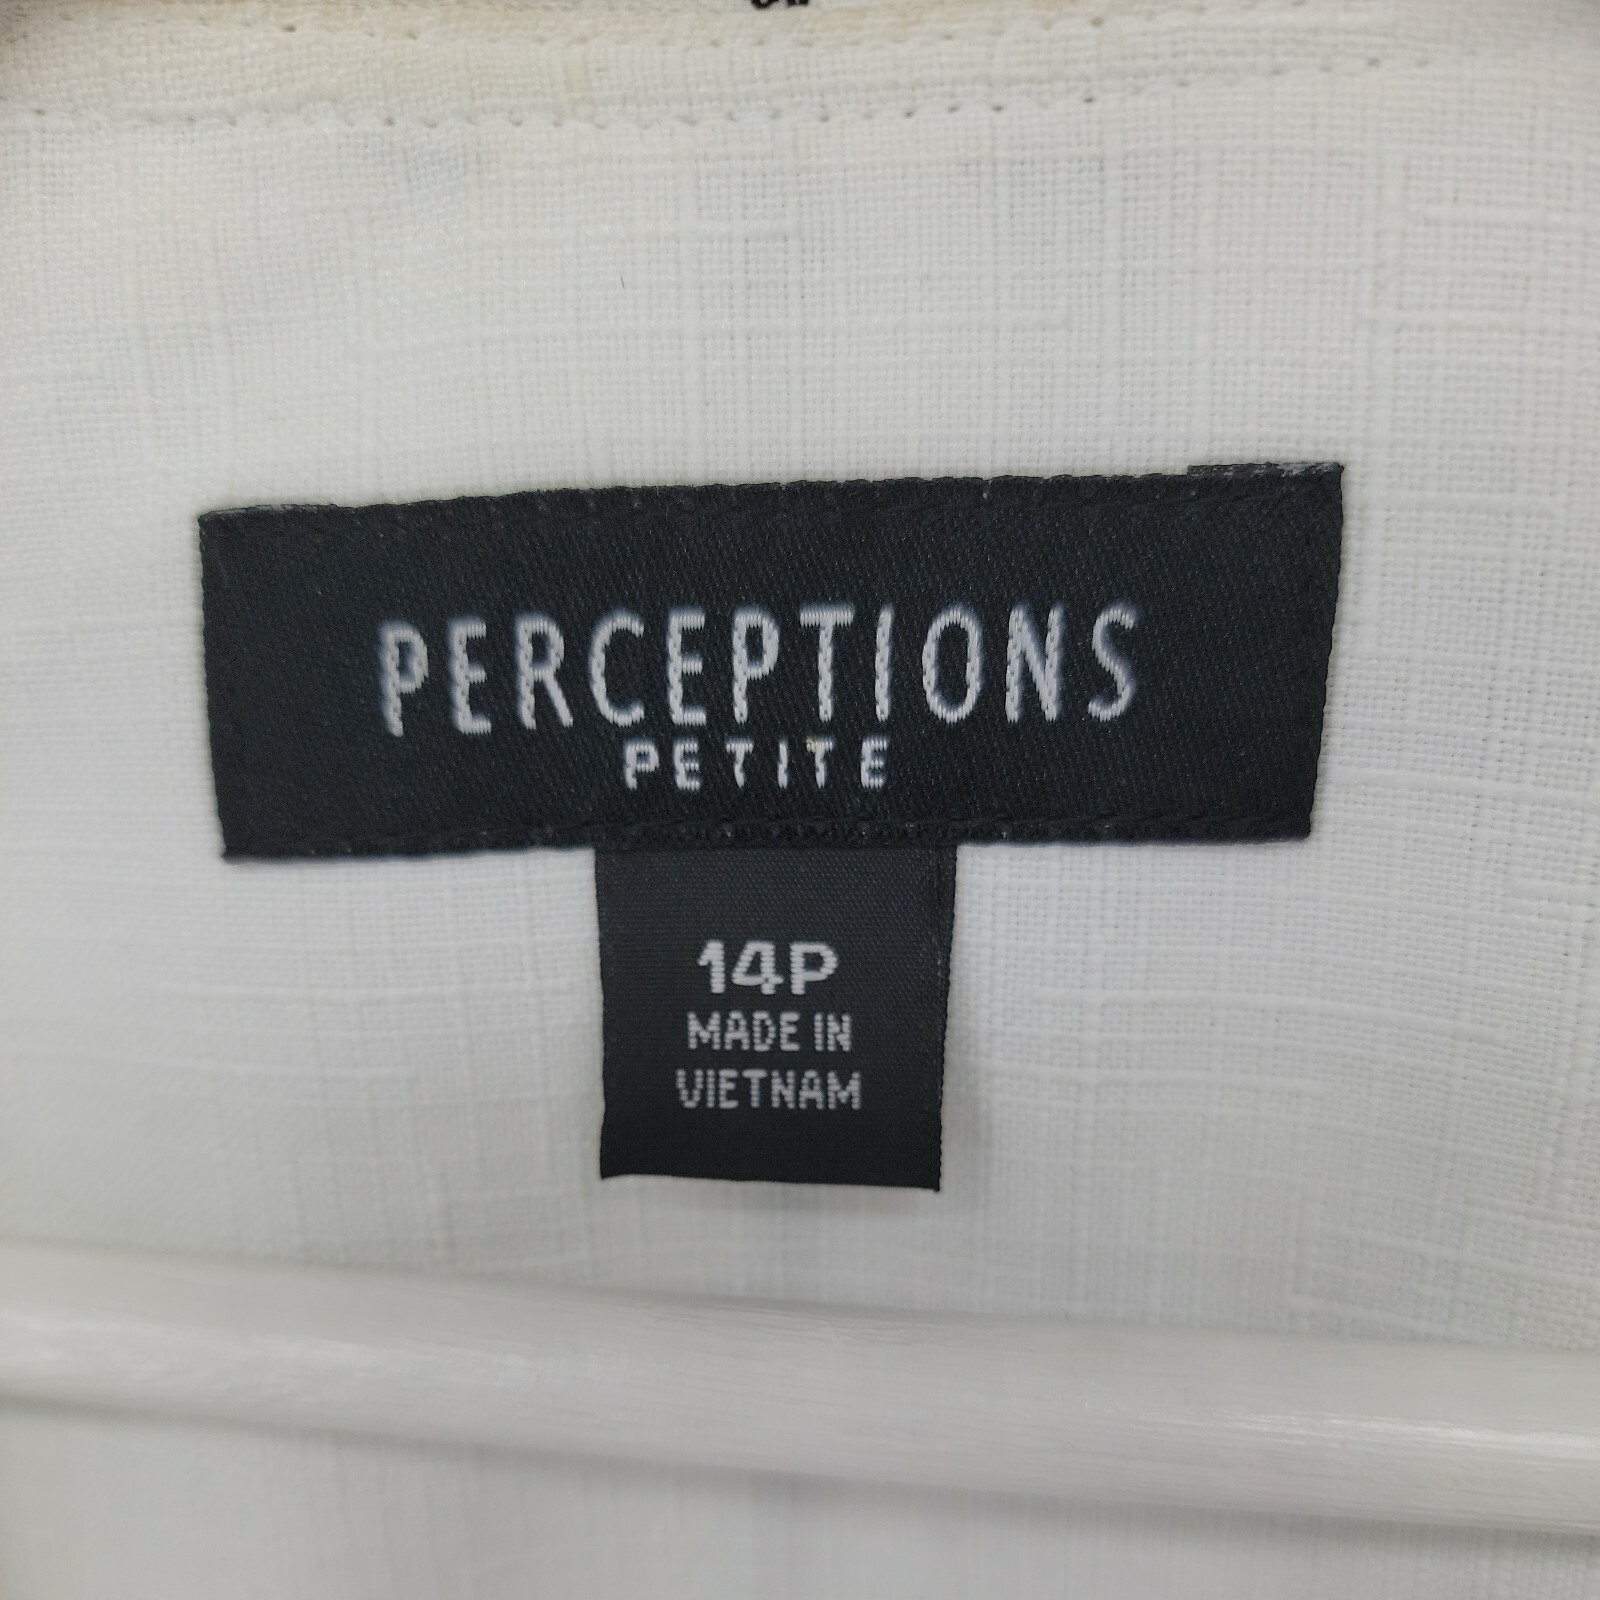 PERCEPTIONS
PETITE
14P
MADE IN
VIETNAM